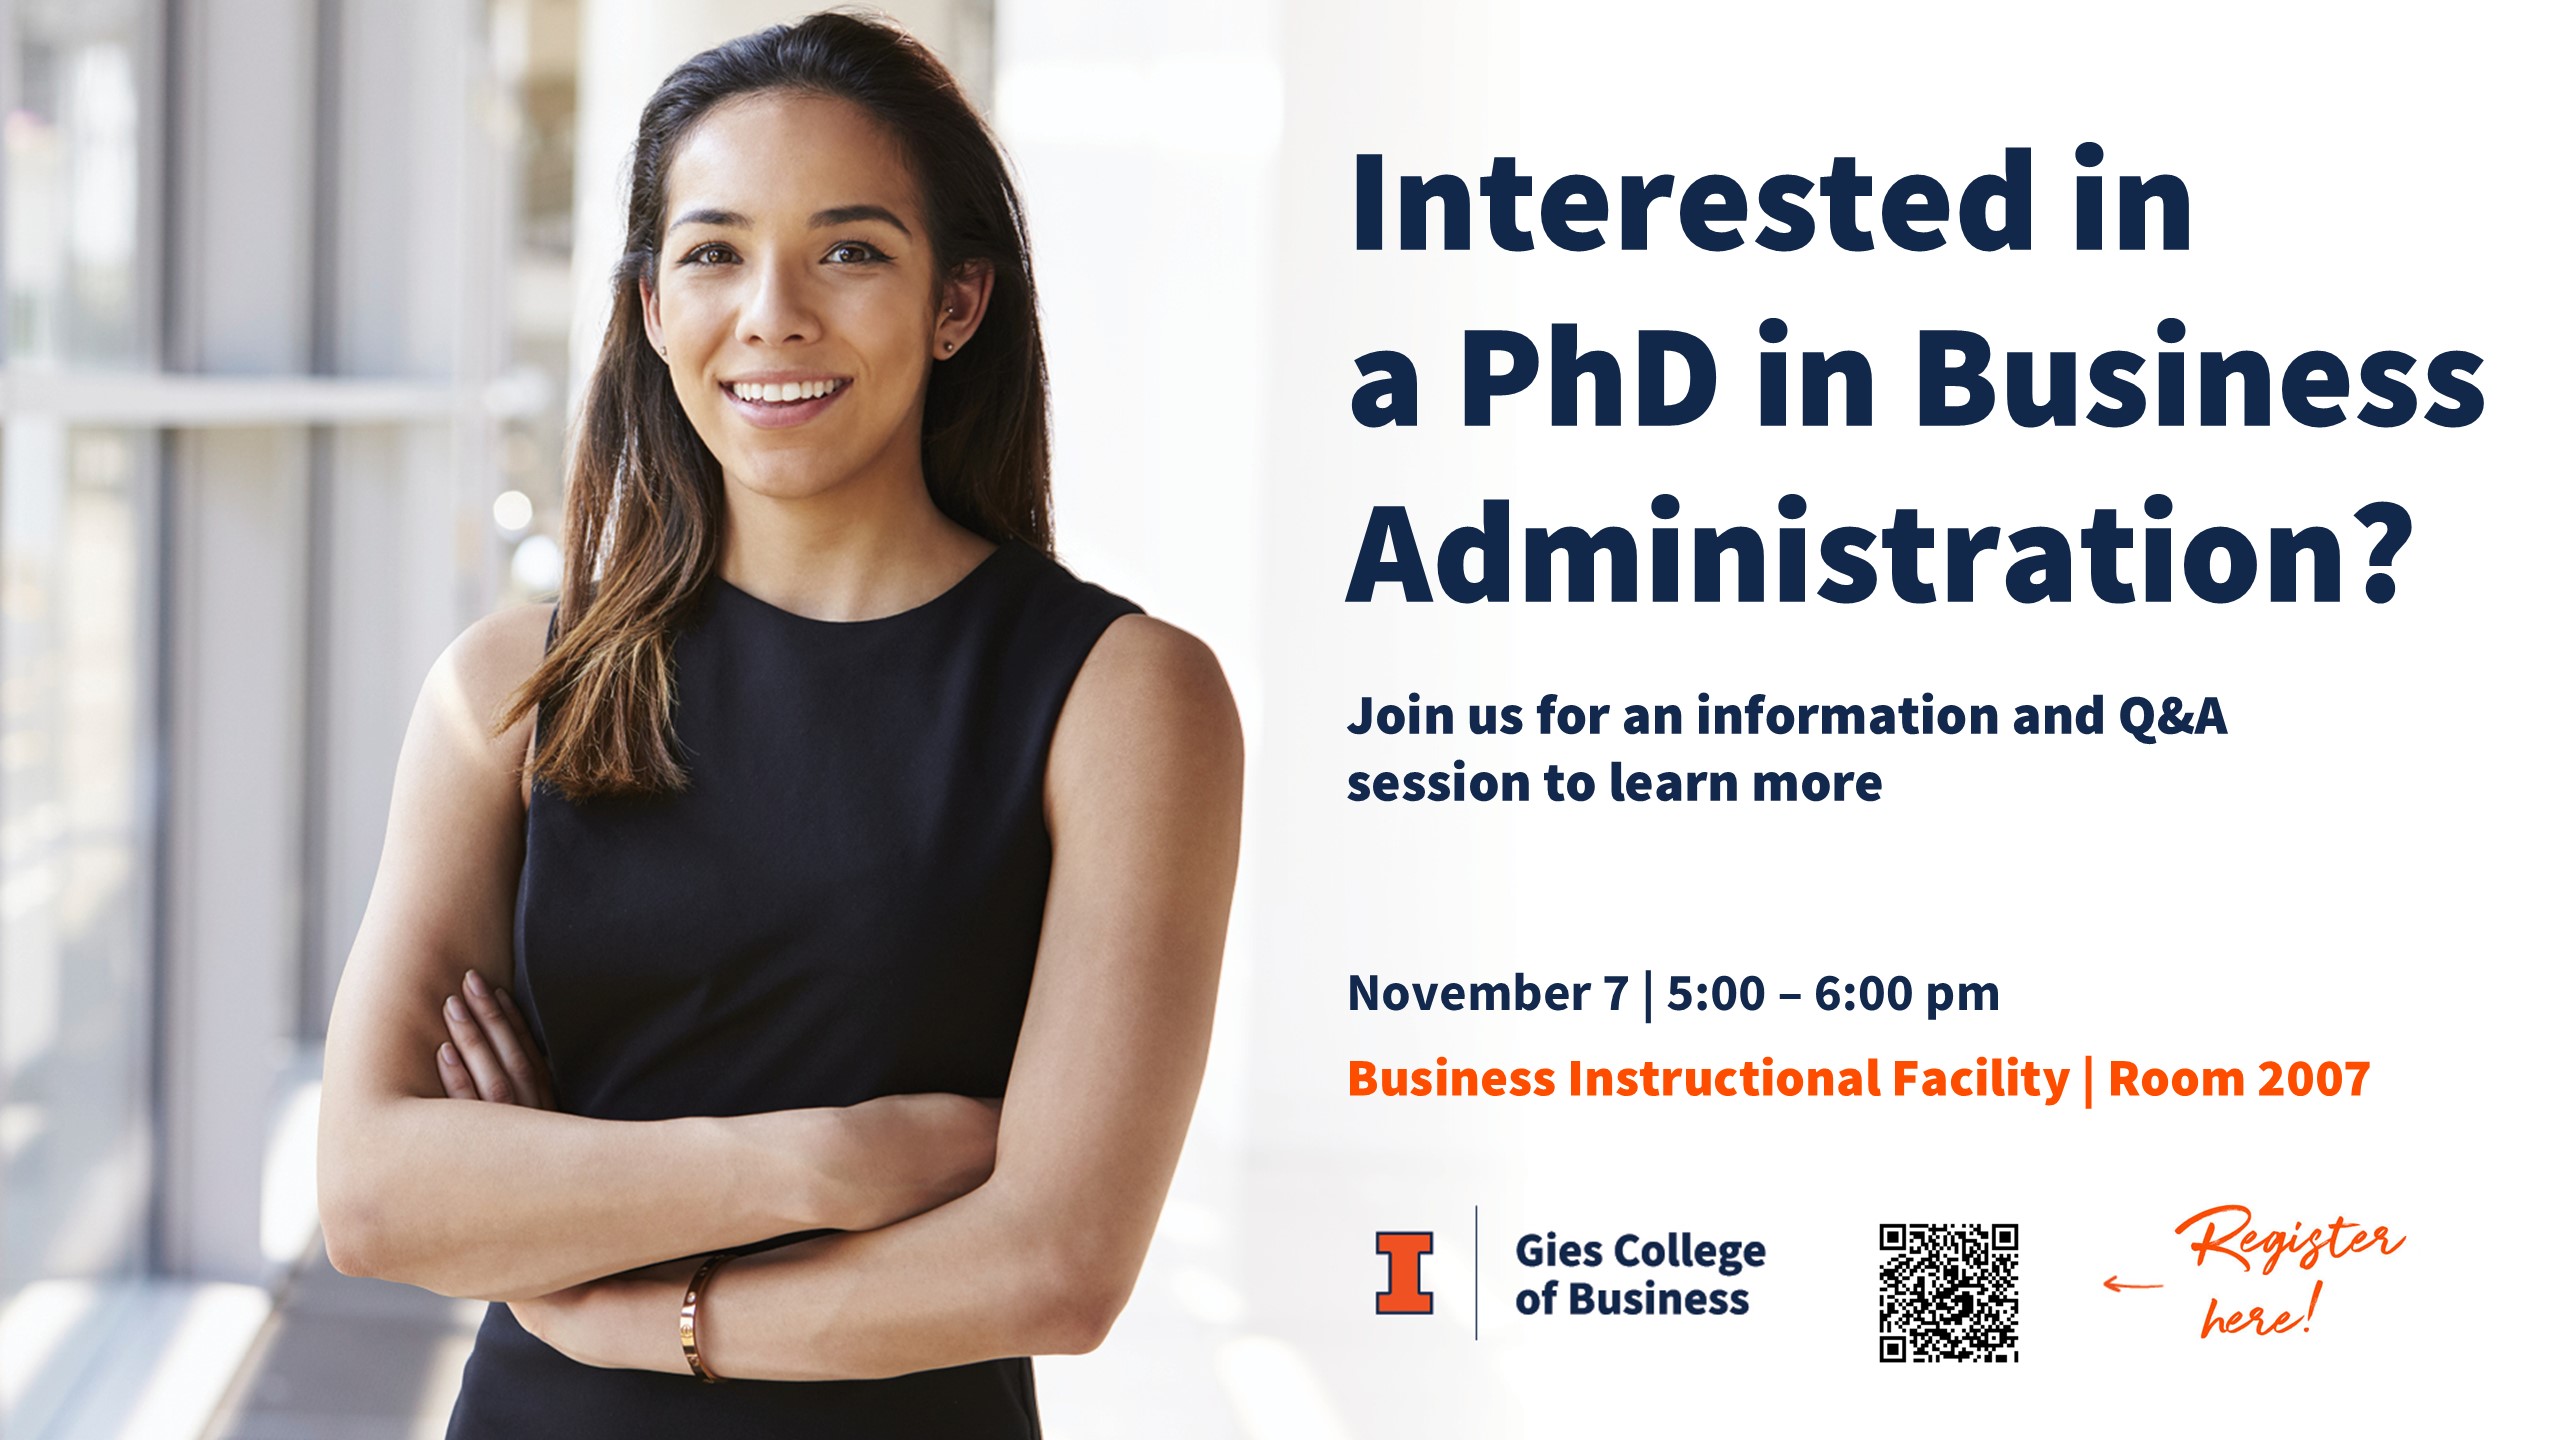 Interested in
a PhD in Business
Administration?
Join us for an information and Q&A
session to learn more
November 7 | 5:00 – 6:00 pm
Business Instructional Facility | Room 2007
I
Gies College
of Business
Register
here!